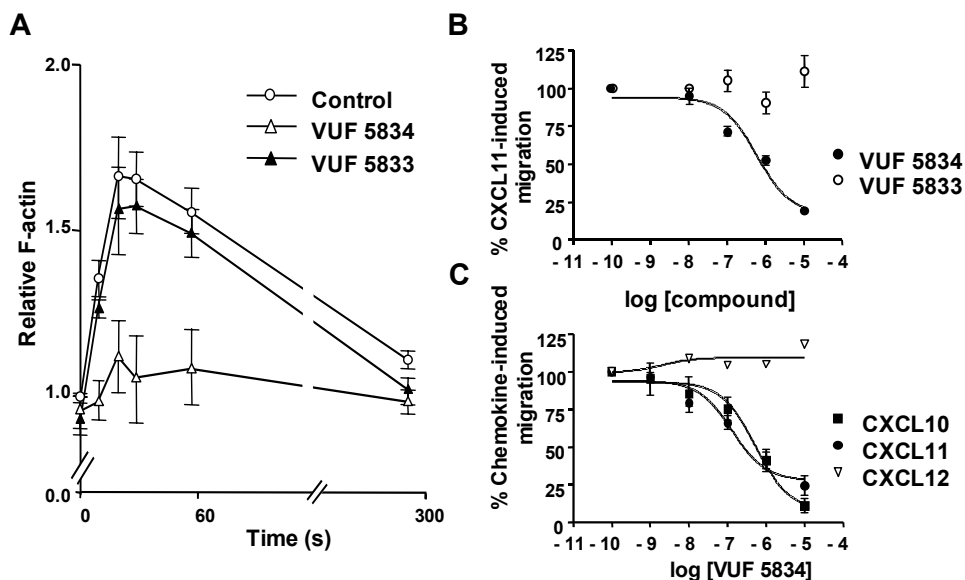 A
Relative F-actin
2.0
1.5
1.0
0.0
Control
VUF 5834
VUF 5833
0 60 300
Time (s)
B
% CXCL11-induced
migration
125
100
75
50
25
0
VUF 5834
VUF 5833
- 11 - 10 - 9 - 8 - 7 - 6 - 5 - 4
log [compound]
C
% Chemokine-induced
migration
125
100
75
50
25
0
CXCL10
CXCL11
CXCL12
- 11 - 10 - 9 - 8 - 7 - 6 - 5 - 4
log [VUF 5834]